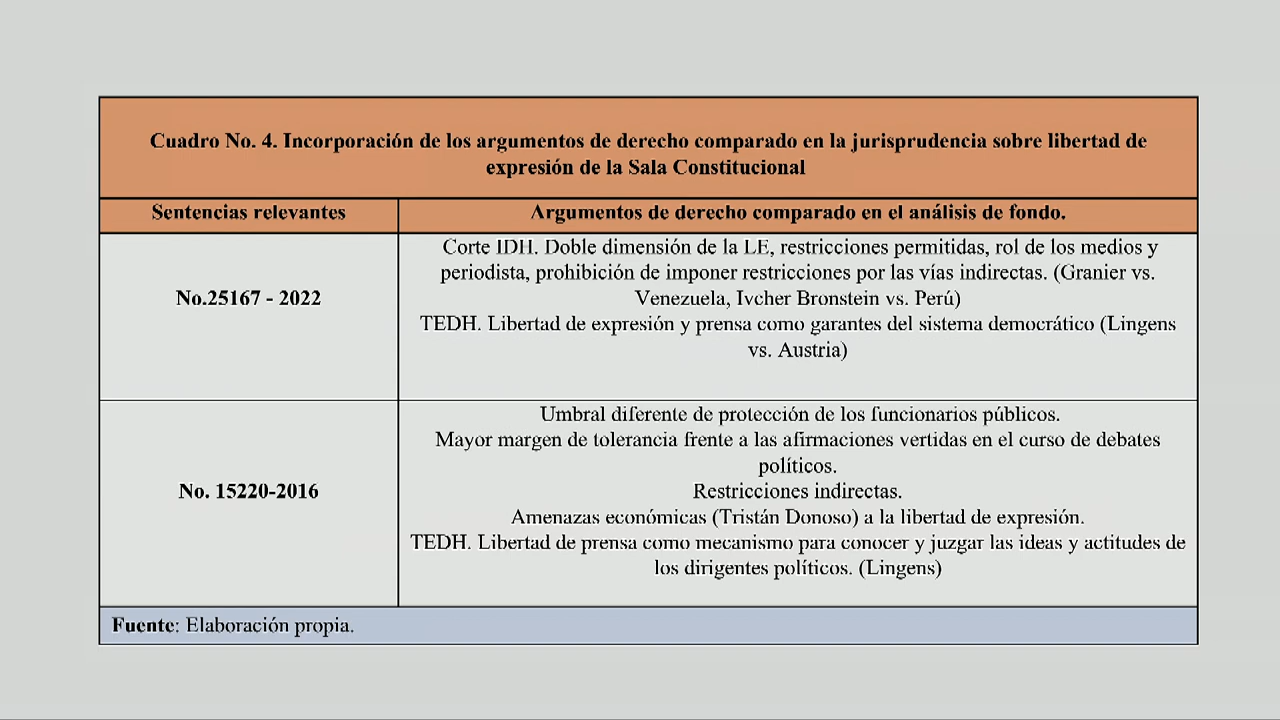 Cuadro No. 4. Incorporación de los argumentos de derecho comparado en la jurisprudencia sobre libertad de
expresión de la Sala Constitucional
Sentencias relevantes
Argumentos de derecho comparado en el análisis de fondo.
No.25167 - 2022
Corte IDH. Doble dimensión de la LE, restricciones permitidas, rol de los medios y
periodista, prohibición de imponer restricciones por las vías indirectas. (Granier vs.
Venezuela, Ivcher Bronstein vs. Perú)
TEDH. Libertad de expresión y prensa como garantes del sistema democrático (Lingens
vs. Austria)
No. 15220-2016
Umbral diferente de protección de los funcionarios públicos.
Mayor margen de tolerancia frente a las afirmaciones vertidas en el curso de debates
políticos.
Restricciones indirectas.
Amenazas económicas (Tristán Donoso) a la libertad de expresión.
TEDH. Libertad de prensa como mecanismo para conocer y juzgar las ideas y actitudes de
los dirigentes políticos. (Lingens)
Fuente: Elaboración propia.